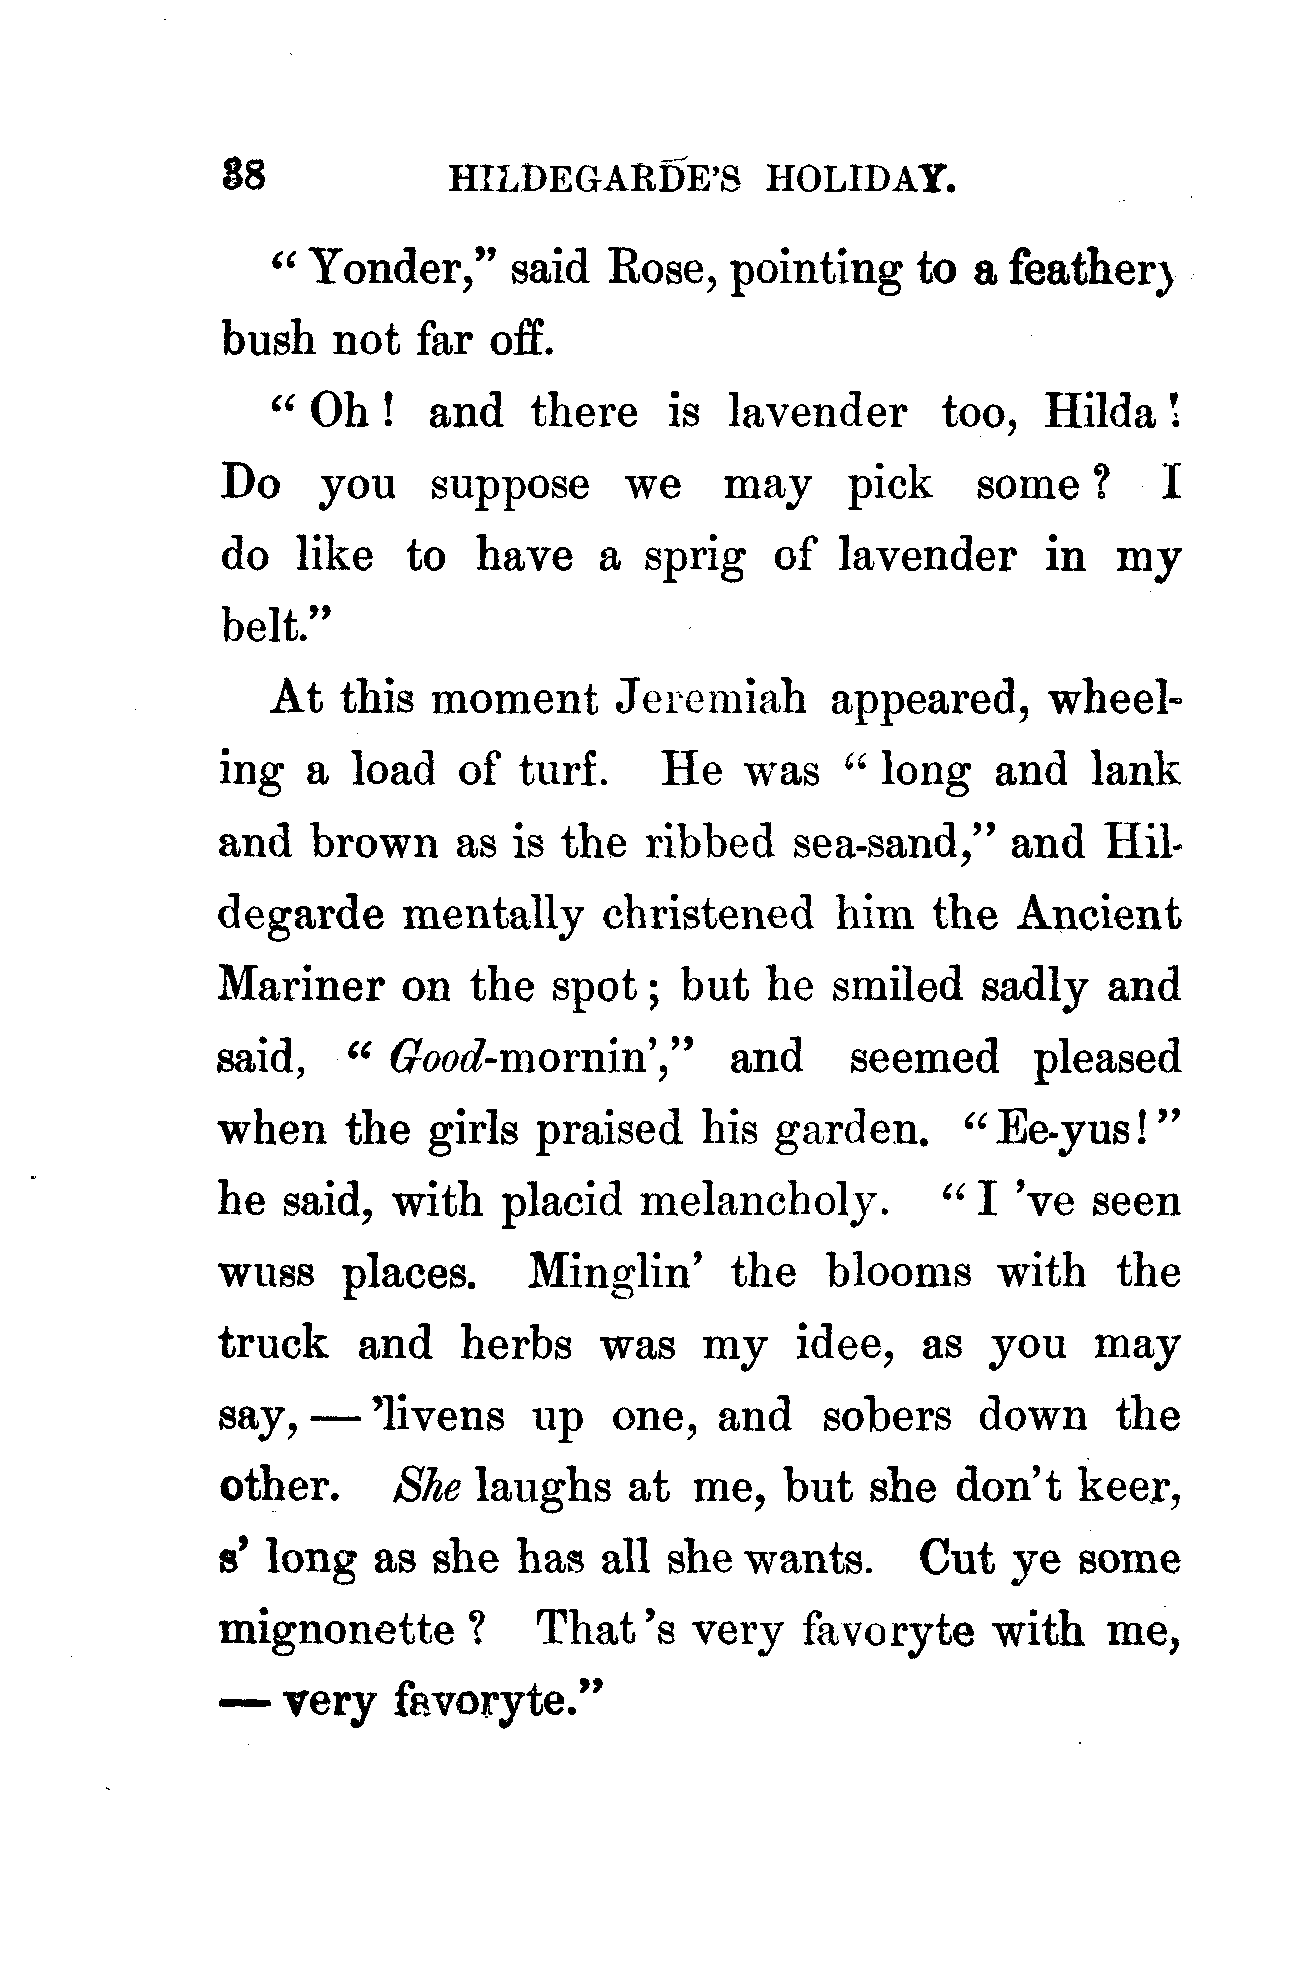 38 HILDEGARDE'S HOLIDAY.
“Yonder,” said Rose, pointing to a feathery
bush not far off.
“Oh! and there is lavender too, Hilda!
Do you suppose we may pick some? I
do like to have a sprig of lavender in my
belt.”
At this moment Jeremiah appeared, wheel-
ing a load of turf. He was “long and lank
and brown as is the ribbed sea-sand,” and Hil-
degarde mentally christened him the Ancient
Mariner on the spot; but he smiled sadly and
said, “Good-mornin’,” and seemed pleased
when the girls praised his garden. “Ee-yus!”
he said, with placid melancholy. “I ’ve seen
wuss places. Minglin’ the blooms with the
truck and herbs was my idee, as you may
say, — ’livens up one, and sobers down the
other. She laughs at me, but she don’t keer,
s’ long as she has all she wants. Cut ye some
mignonette? That ’s very favoryte with me,
— very favoryte.”